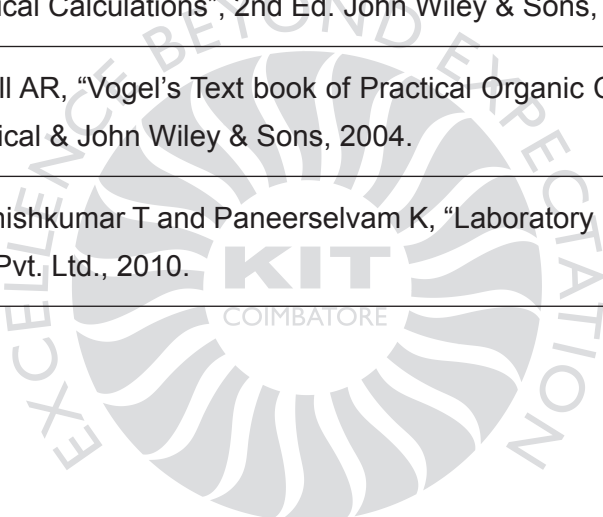 ical Calculations”, 2nd Ed. John Wiley & Sons,
ll AR, “Vogel’s Text book of Practical Organic
ical & John Wiley & Sons, 2004.
nishkumar T and Paneerselvam K, “Laboratory
Pvt. Ltd., 2010.
KIT
COIMBATORE
EXCELLENCE BEYOND EXPECTATION